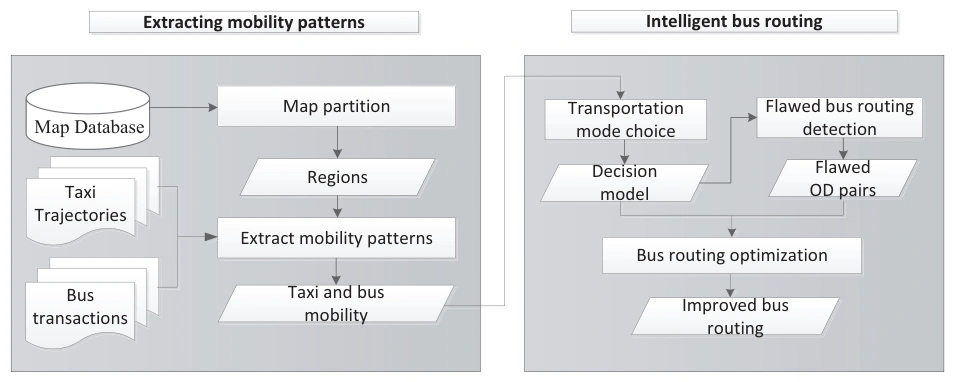 Extracting mobility patterns
Map Database
Map partition
Regions
Taxi
Trajectories
Extract mobility patterns
Bus
transactions
Taxi and bus
mobility
Intelligent bus routing
Transportation
mode choice
Flawed bus routing
detection
Decision
model
Flawed
OD pairs
Bus routing optimization
Improved bus
routing